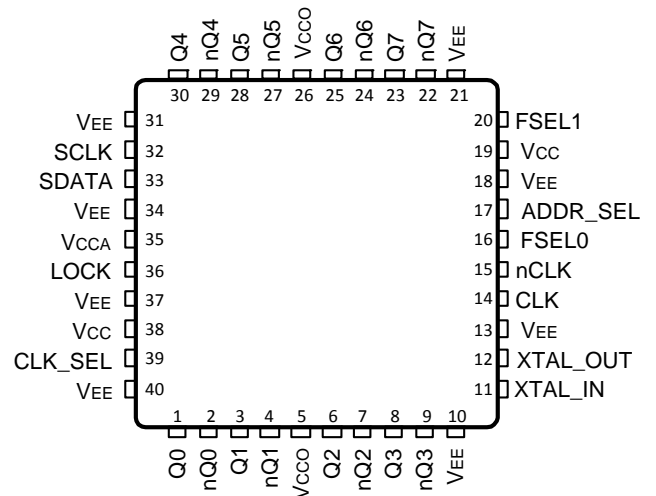 Q4 nQ4 Q5 nQ5 VCCO Q6 nQ6 Q7 nQ7 VEE
30 29 28 27 26 25 24 23 22 21
VEE 31 20 FSEL1
SCLK 32 19 VCC
SDATA 33 18 VEE
VEE 34 17 ADDR_SEL
VCCA 35 16 FSEL0
LOCK 36 15 nCLK
VEE 37 14 CLK
VCC 38 13 VEE
CLK_SEL 39 12 XTAL_OUT
VEE 40 11 XTAL_IN
1 2 3 4 5 6 7 8 9 10
Q0 nQ0 Q1 nQ1 VCCO Q2 nQ2 Q3 nQ3 VEE